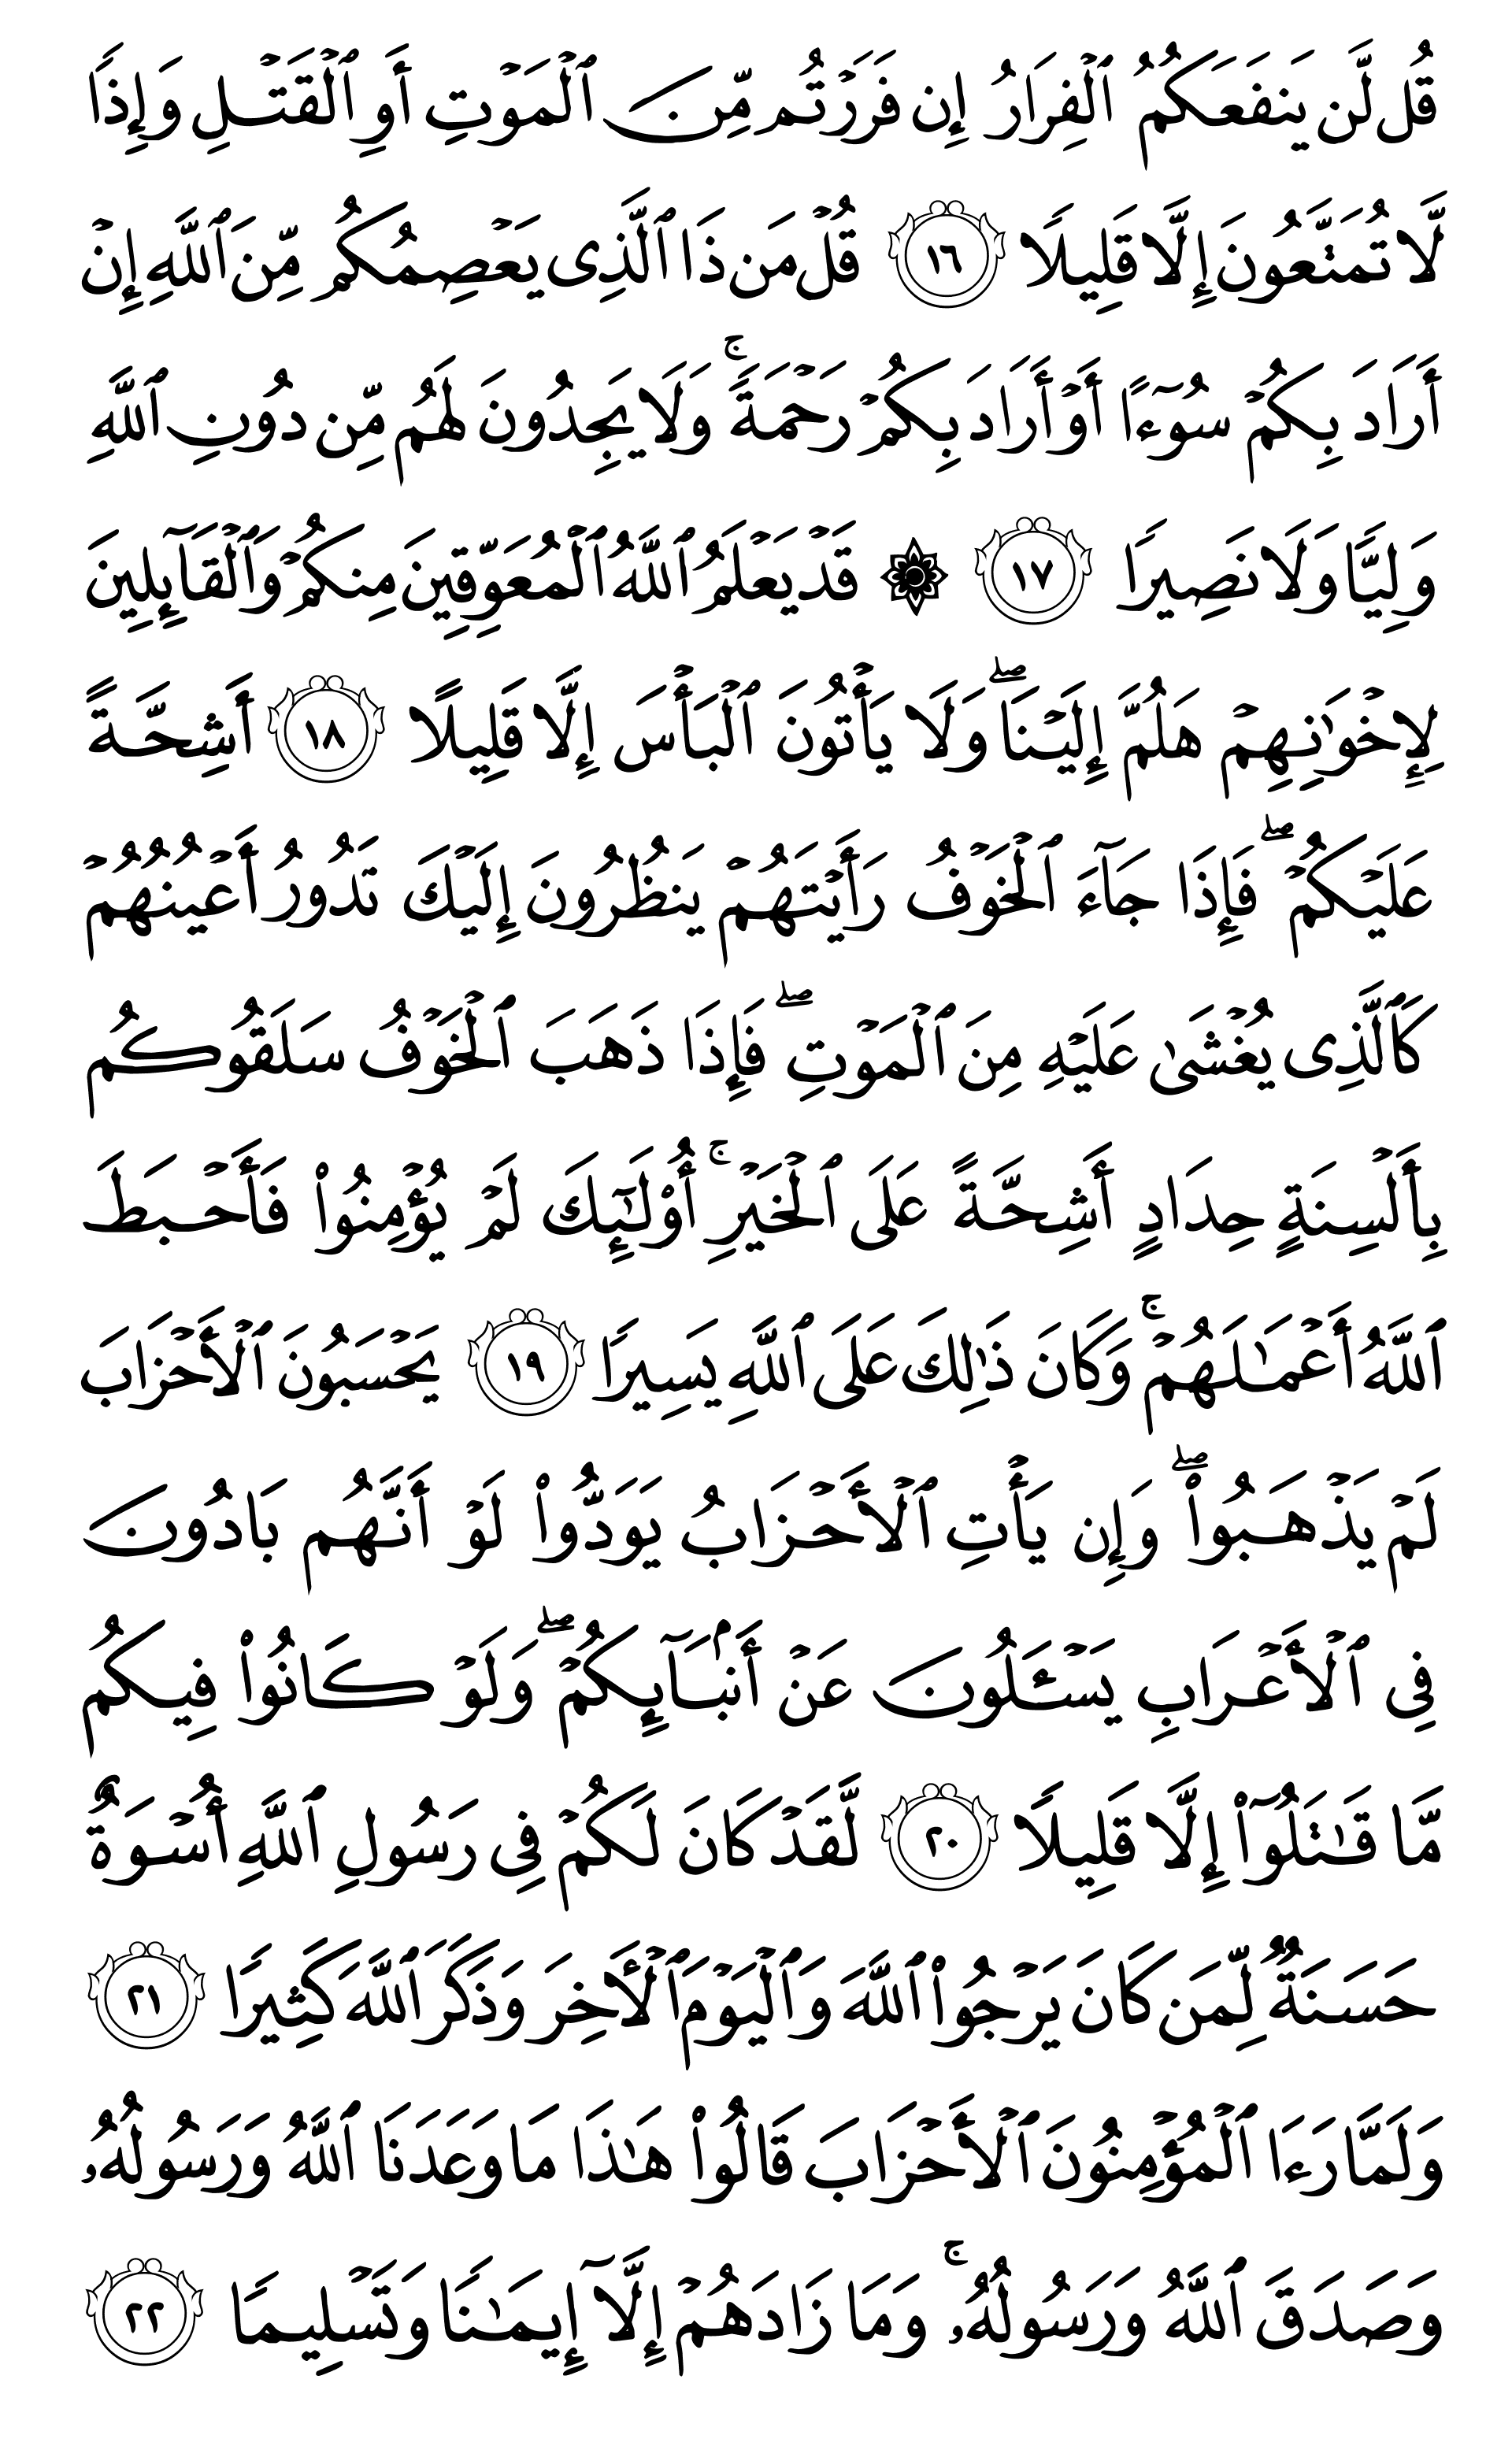 قُل لَّن يَنفَعَكُمُ ٱلْفِرَارُ إِن فَرَرْتُم مِّنَ ٱلْمَوْتِ أَوِ ٱلْقَتْلِ وَإِذًا
لَّا تُمَتَّعُونَ إِلَّا قَلِيلًا ١٦ قُلْ مَن ذَا ٱلَّذِى يَعْصِمُكُم مِّنَ ٱللَّهِ إِنْ
أَرَادَ بِكُمْ سُوٓءًا أَوْ أَرَادَ بِكُمْ رَحْمَةً ۚ وَلَا يَجِدُونَ لَهُم مِّن دُونِ ٱللَّهِ
وَلِيًّا وَلَا نَصِيرًا ١٧ ۞ قَدْ يَعْلَمُ ٱللَّهُ ٱلْمُعَوِّقِينَ مِنكُمْ وَٱلْقَآئِلِينَ
لِإِخْوَٰنِهِمْ هَلُمَّ إِلَيْنَا ۖ وَلَا يَأْتُونَ ٱلْبَأْسَ إِلَّا قَلِيلًا ١٨ أَشِحَّةً
عَلَيْكُمْ ۖ فَإِذَا جَآءَ ٱلْخَوْفُ رَأَيْتَهُمْ يَنظُرُونَ إِلَيْكَ تَدُورُ أَعْيُنُهُمْ
كَٱلَّذِى يُغْشَىٰ عَلَيْهِ مِنَ ٱلْمَوْتِ ۖ فَإِذَا ذَهَبَ ٱلْخَوْفُ سَلَقُوكُم
بِأَلْسِنَةٍ حِدَادٍ أَشِحَّةً عَلَى ٱلْخَيْرِ ۚ أُو۟لَٰٓئِكَ لَمْ يُؤْمِنُوا۟ فَأَحْبَطَ
ٱللَّهُ أَعْمَٰلَهُمْ ۚ وَكَانَ ذَٰلِكَ عَلَى ٱللَّهِ يَسِيرًا ١٩ يَحْسَبُونَ ٱلْأَحْزَابَ
لَمْ يَذْهَبُوا۟ ۖ وَإِن يَأْتِ ٱلْأَحْزَابُ يَوَدُّوا۟ لَوْ أَنَّهُم بَادُونَ
فِى ٱلْأَعْرَابِ يَسْـَٔلُونَ عَنْ أَنۢبَآئِكُمْ ۖ وَلَوْ كَانُوا۟ فِيكُم
مَّا قَٰتَلُوٓا۟ إِلَّا قَلِيلًا ٢٠ لَّقَدْ كَانَ لَكُمْ فِى رَسُولِ ٱللَّهِ أُسْوَةٌ
حَسَنَةٌ لِّمَن كَانَ يَرْجُوا۟ ٱللَّهَ وَٱلْيَوْمَ ٱلْـَٔاخِرَ وَذَكَرَ ٱللَّهَ كَثِيرًا ٢١
وَلَمَّا رَءَا ٱلْمُؤْمِنُونَ ٱلْأَحْزَابَ قَالُوا۟ هَٰذَا مَا وَعَدَنَا ٱللَّهُ وَرَسُولُهُۥ
وَصَدَقَ ٱللَّهُ وَرَسُولُهُۥ ۚ وَمَا زَادَهُمْ إِلَّآ إِيمَٰنًا وَتَسْلِيمًا ٢٢